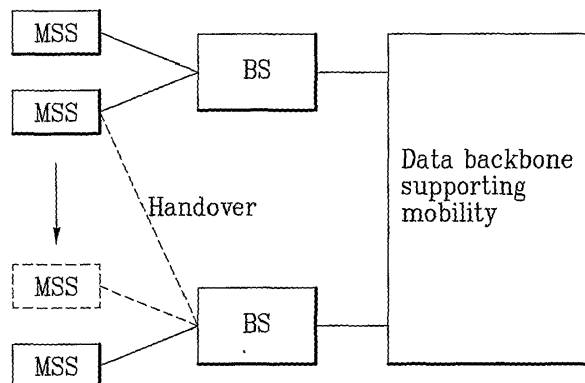 MSS
BS
MSS
Data backbone
supporting
mobility
Handover
MSS
BS
MSS